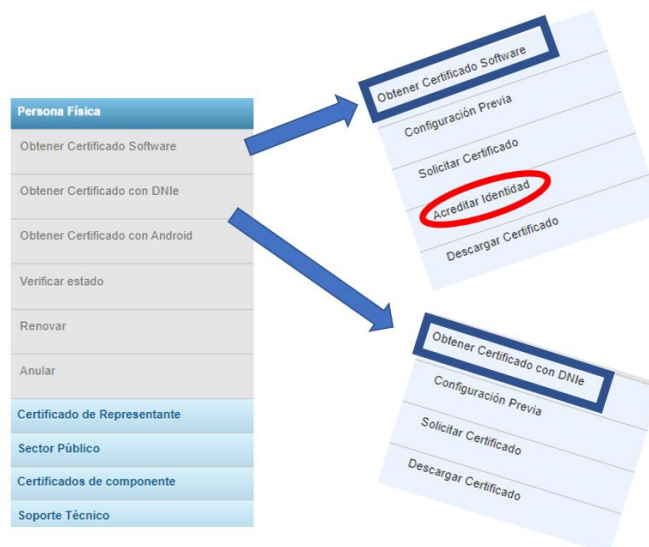 Persona Física
Obtener Certificado Software
Obtener Certificado con DNIe
Obtener Certificado con Android
Verificar estado
Renovar
Anular
Certificado de Representante
Sector Público
Certificados de componente
Soporte Técnico
Obtener Certificado Software
Configuración Previa
Solicitar Certificado
Acreditar Identidad
Descargar Certificado
Obtener Certificado con DNIe
Configuración Previa
Solicitar Certificado
Descargar Certificado